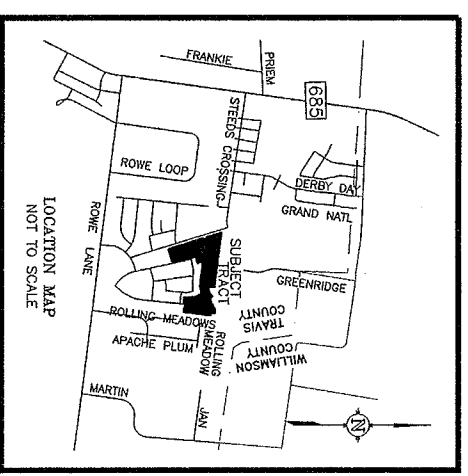 FRANKIE
PRIEM
685
STEEDS CROSSING
DERBY DAY
ROWE LOOP
GRAND NATL
LOCATION MAP
NOT TO SCALE
ROWE LANE
SUBJECT
TRACT
GREENRIDGE
ROLLING MEADOWS
ROLLING
MEADOW
APACHE PLUM
TRAVIS
COUNTY
WILLIAMSON
COUNTY
MARTIN
JAN
N